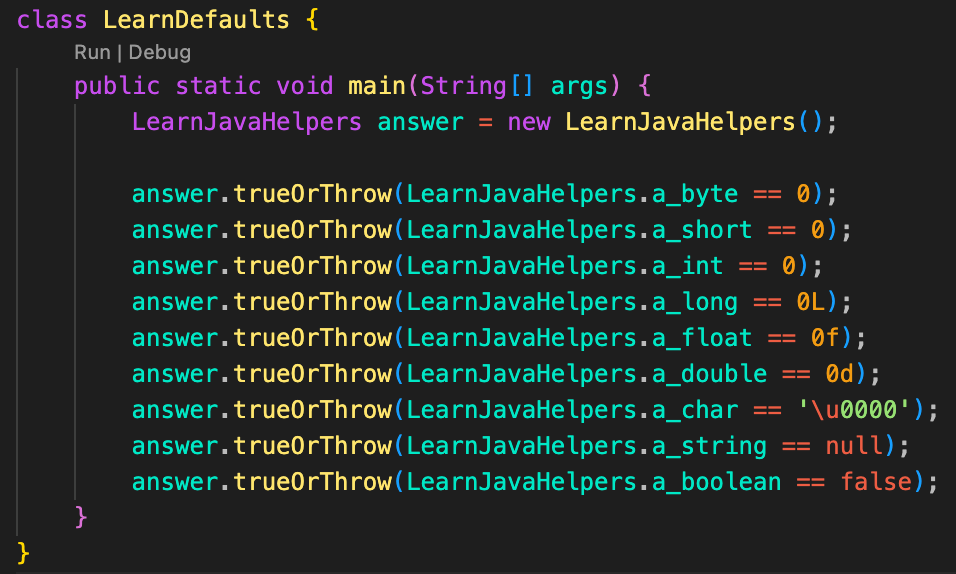 class LearnDefaults {
Run | Debug
public static void main(String[] args) {
LearnJavaHelpers answer = new LearnJavaHelpers();
answer.trueOrThrow(LearnJavaHelpers.a_byte == 0);
answer.trueOrThrow(LearnJavaHelpers.a_short == 0);
answer.trueOrThrow(LearnJavaHelpers.a_int == 0);
answer.trueOrThrow(LearnJavaHelpers.a_long == 0L);
answer.trueOrThrow(LearnJavaHelpers.a_float == 0f);
answer.trueOrThrow(LearnJavaHelpers.a_double == 0d);
answer.trueOrThrow(LearnJavaHelpers.a_char == '\u0000');
answer.trueOrThrow(LearnJavaHelpers.a_string == null);
answer.trueOrThrow(LearnJavaHelpers.a_boolean == false);
}
}